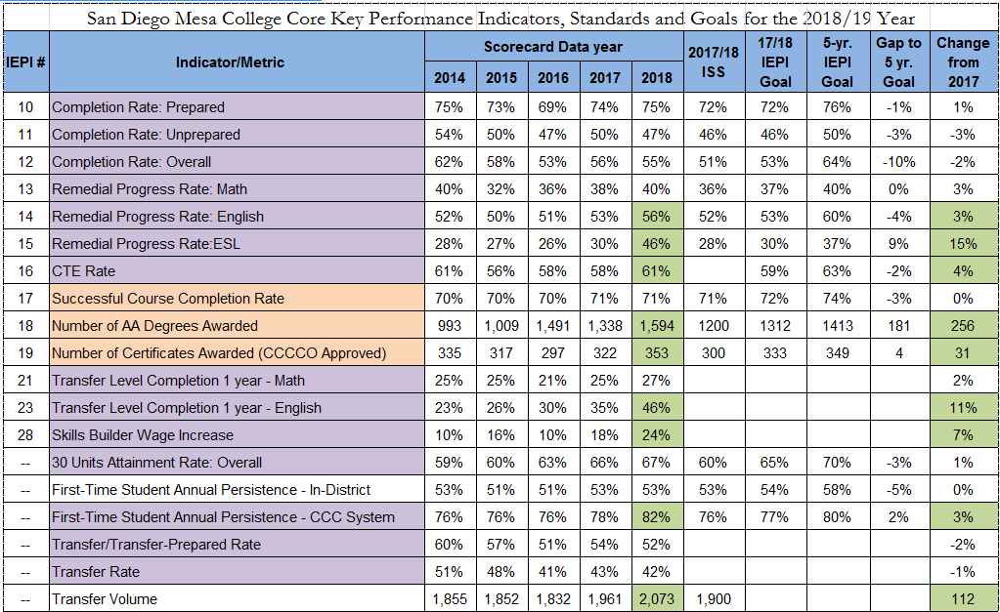 San Diego Mesa College Core Key Performance Indicators, Standards and Goals for the 2018/19 Year
IEPI # Indicator/Metric Scorecard Data year 2017/18 ISS 17/18 IEPI Goal 5-yr. IEPI Goal Gap to 5 yr. Goal Change from 2017
2014 2015 2016 2017 2018
10 Completion Rate: Prepared 75% 73% 69% 74% 75% 72% 72% 76% -1% 1%
11 Completion Rate: Unprepared 54% 50% 47% 50% 47% 46% 46% 50% -3% -3%
12 Completion Rate: Overall 62% 58% 53% 56% 55% 51% 53% 64% -10% -2%
13 Remedial Progress Rate: Math 40% 32% 36% 38% 40% 36% 37% 40% 0% 3%
14 Remedial Progress Rate: English 52% 50% 51% 53% 56% 52% 53% 60% -4% 3%
15 Remedial Progress Rate:ESL 28% 27% 26% 30% 46% 28% 30% 37% 9% 15%
16 CTE Rate 61% 56% 58% 58% 61% 59% 63% -2% 4%
17 Successful Course Completion Rate 70% 70% 70% 71% 71% 71% 72% 74% -3% 0%
18 Number of AA Degrees Awarded 993 1,009 1,491 1,338 1,594 1200 1312 1413 181 256
19 Number of Certificates Awarded (CCCCO Approved) 335 317 297 322 353 300 333 349 4 31
21 Transfer Level Completion 1 year - Math 25% 25% 21% 25% 27% 2%
23 Transfer Level Completion 1 year - English 23% 26% 30% 35% 46% 11%
28 Skills Builder Wage Increase 10% 16% 10% 18% 24% 7%
-- 30 Units Attainment Rate: Overall 59% 60% 63% 66% 67% 60% 65% 70% -3% 1%
-- First-Time Student Annual Persistence - In-District 53% 51% 51% 53% 53% 53% 54% 58% -5% 0%
-- First-Time Student Annual Persistence - CCC System 76% 76% 76% 78% 82% 76% 77% 80% 2% 3%
-- Transfer/Transfer-Prepared Rate 60% 57% 51% 54% 52% -2%
-- Transfer Rate 51% 48% 41% 43% 42% -1%
-- Transfer Volume 1,855 1,852 1,832 1,961 2,073 1,900 112